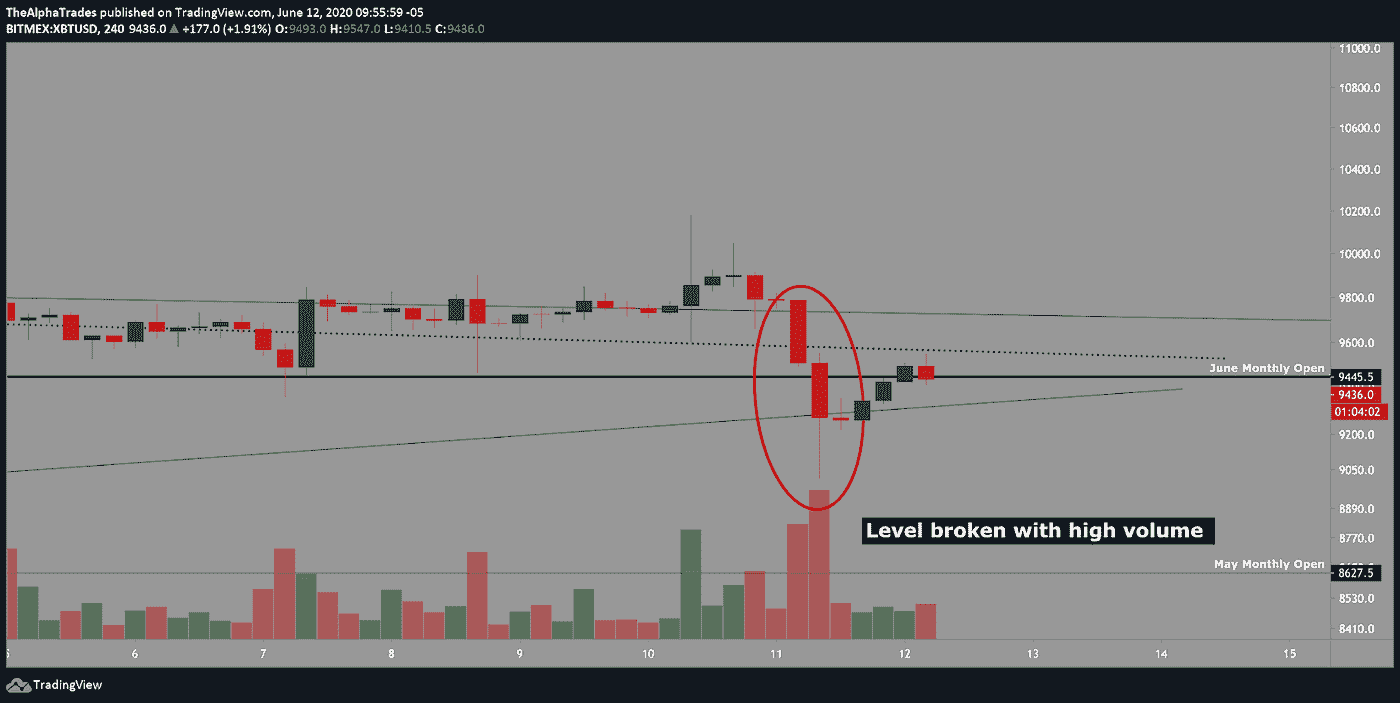 TheAlphaTrades published on TradingView.com, June 12, 2020 09:55:59 -05
BITMEX:XBTUSD, 240 9436.0 ▲ +177.0 (+1.91%) O:9493.0 H:9547.0 L:9410.5 C:9436.0
11000.0
10800.0
10600.0
10400.0
10200.0
10000.0
9800.0
9600.0
June Monthly Open
9445.5
9436.0
01:04:02
9200.0
9050.0
8890.0
Level broken with high volume
8770.0
May Monthly Open
8627.5
8530.0
8410.0
5 6 7 8 9 10 11 12 13 14 15
TradingView